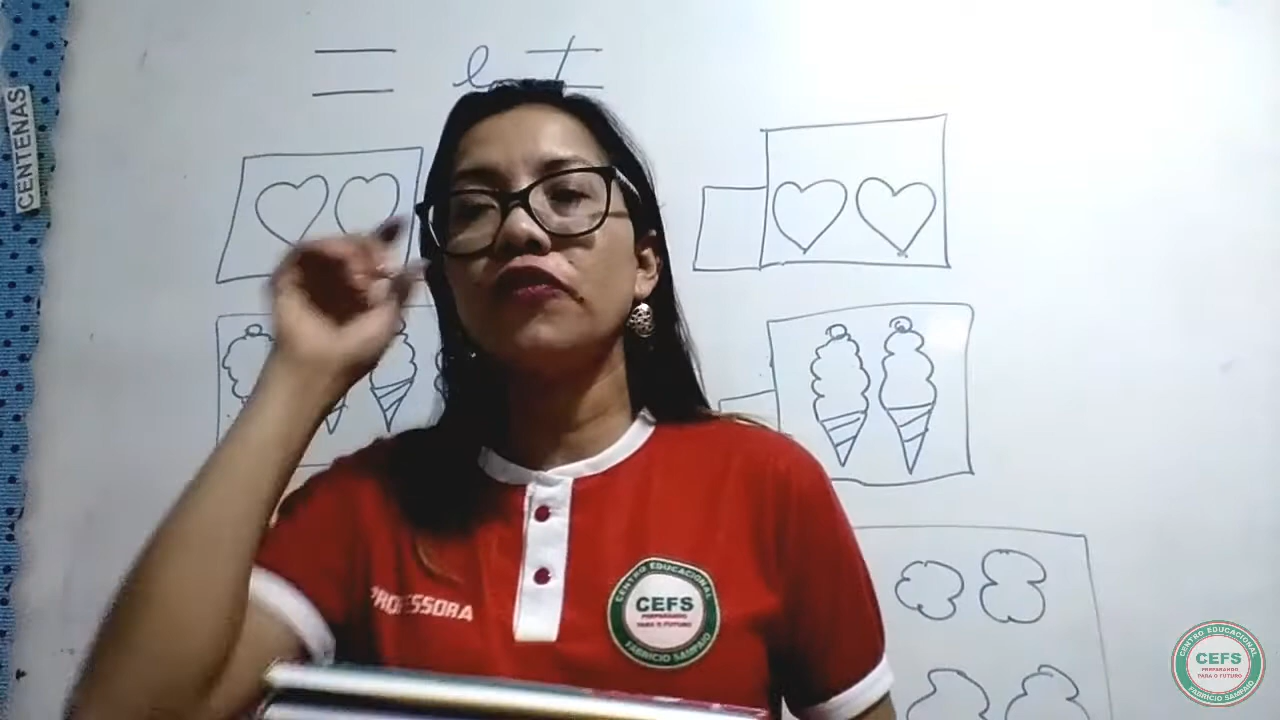 = e ≠
CENTENAS
PROFESSORA
CENTRO EDUCACIONAL
CEFS
PREPARANDO
PARA O FUTURO
FABRICIO SAMPAIO
CENTRO EDUCACIONAL
CEFS
PREPARANDO
PARA O FUTURO
FABRICIO SAMPAIO